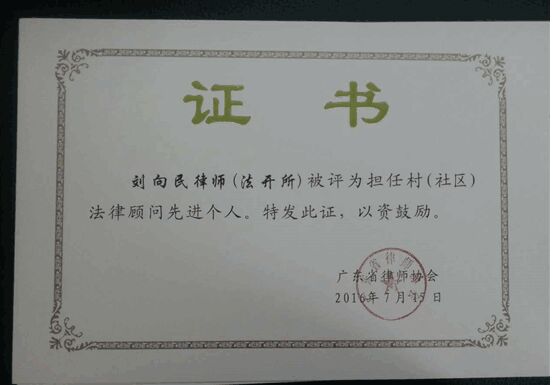 证书
刘向民律师(法开所)被评为担任村(社区)
法律顾问先进个人。特发此证,以资鼓励。
广东省律师协会
2016年7月15日